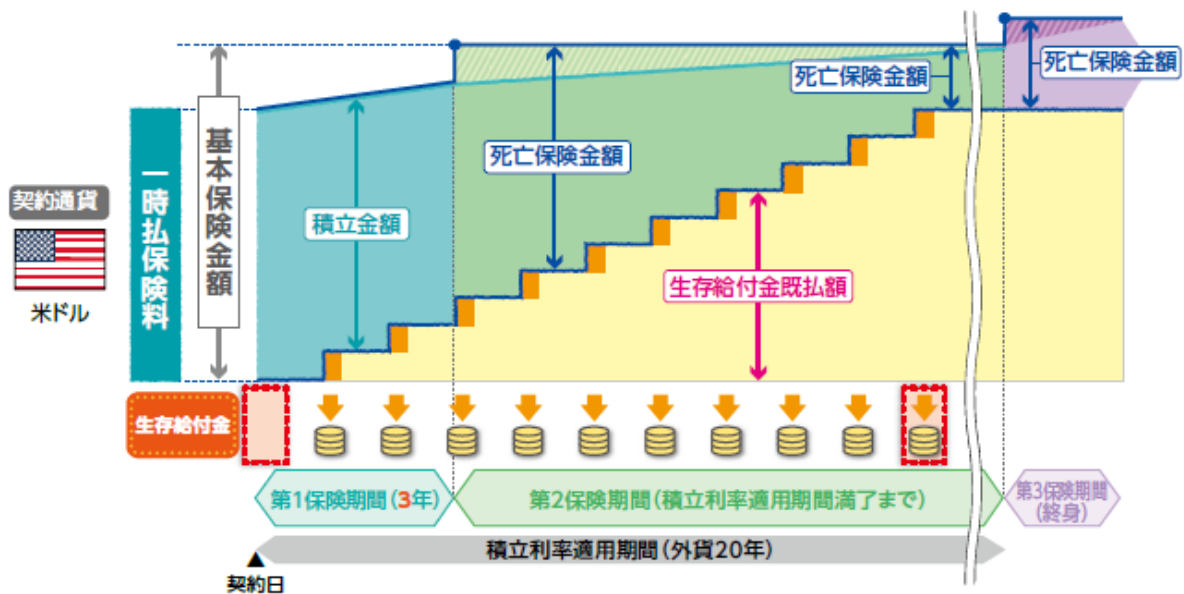 死亡保険金額
死亡保険金額
基本保険金額
死亡保険金額
一時払保険料
契約通貨
積立金額
生存給付金既払額
米ドル
生存給付金
第1保険期間(3年)
第2保険期間(積立利率適用期間満了まで)
第3保険期間
(終身)
積立利率適用期間(外貨20年)
▲
契約日